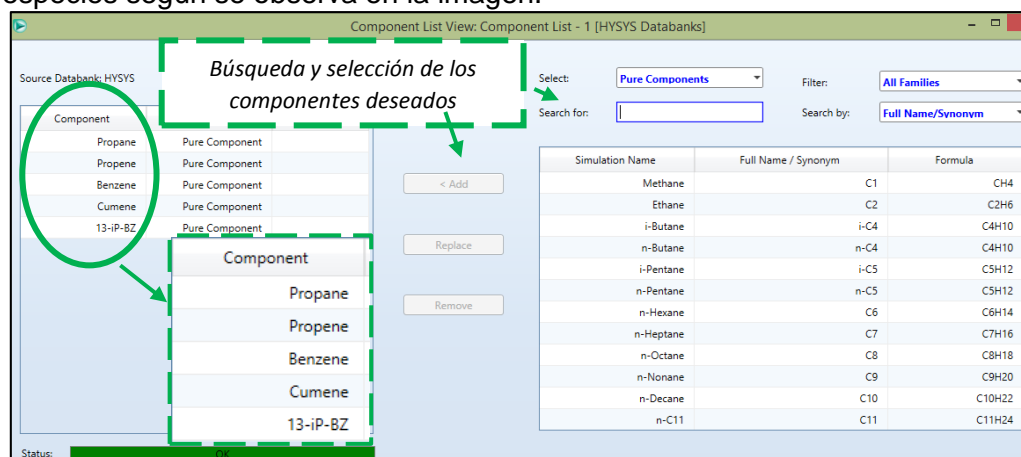 especies según se observa en la imagen.
Component List View: Component List - 1 [HYSYS Databanks]
Source Databank: HYSYS
Búsqueda y selección de los
componentes deseados
Select: Pure Components Filter: All Families
Search for: Search by: Full Name/Synonym
Component
Propane Pure Component
Propene Pure Component
Benzene Pure Component
Cumene Pure Component
13-iP-BZ Pure Component
Component
Propane
Propene
Benzene
Cumene
13-iP-BZ
< Add
Replace
Remove
Simulation Name Full Name / Synonym Formula
Methane C1 CH4
Ethane C2 C2H6
i-Butane i-C4 C4H10
n-Butane n-C4 C4H10
i-Pentane i-C5 C5H12
n-Pentane n-C5 C5H12
n-Hexane C6 C6H14
n-Heptane C7 C7H16
n-Octane C8 C8H18
n-Nonane C9 C9H20
n-Decane C10 C10H22
n-C11 C11 C11H24
Status: OK